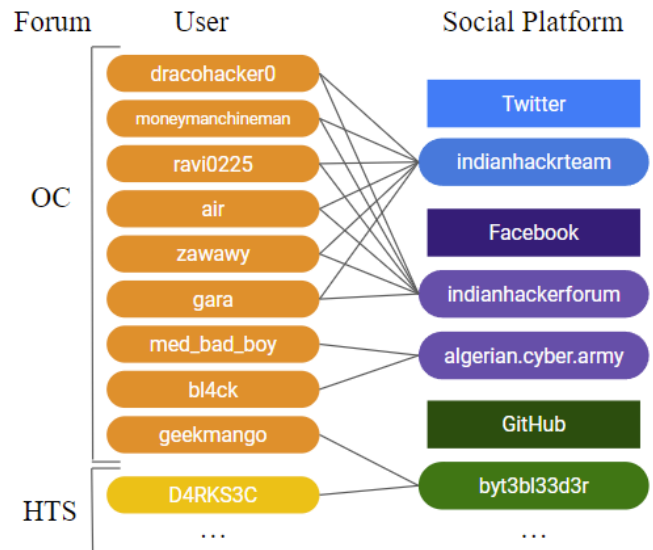 Forum User Social Platform
OC
dracohacker0
moneymanchineman
ravi0225
air
zawawy
gara
med_bad_boy
bl4ck
geekmango
HTS
D4RKS3C
...
Twitter
indianhackrteam
Facebook
indianhackerforum
algerian.cyber.army
GitHub
byt3bl33d3r
...